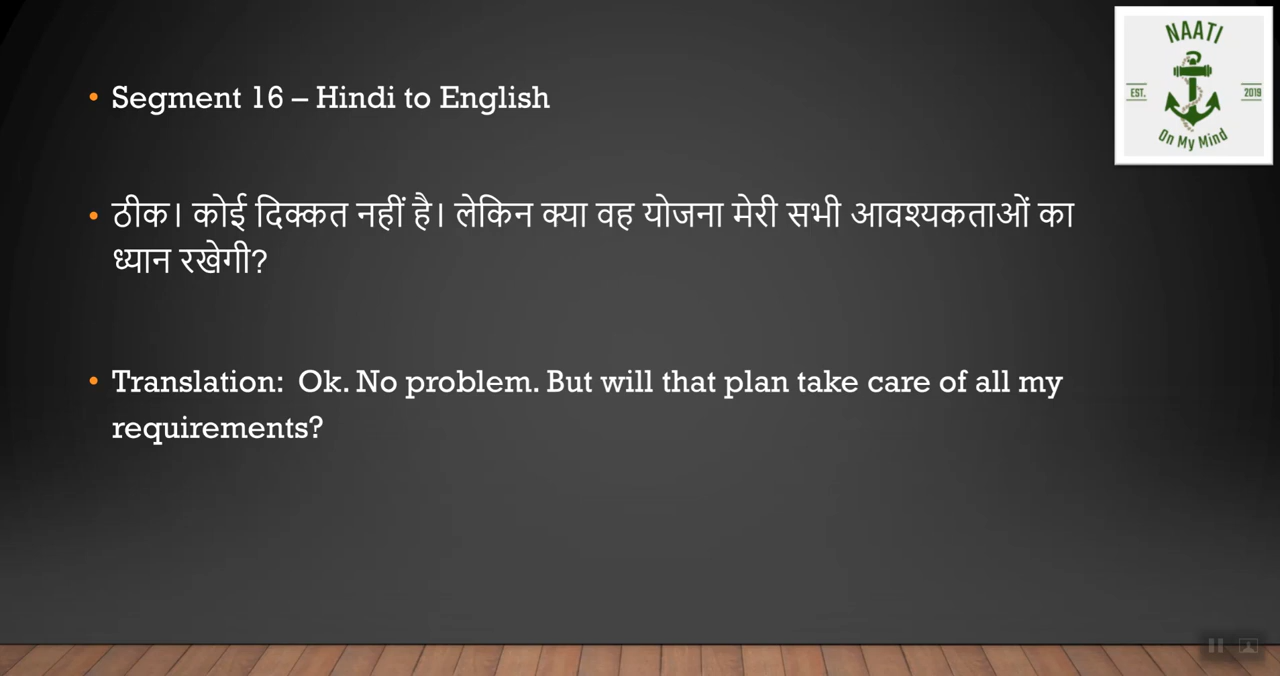 NAATI
EST. 2019
On My Mind
• Segment 16 – Hindi to English
• ठीक। कोई दिक्कत नहीं है। लेकिन क्या वह योजना मेरी सभी आवश्यकताओं का
ध्यान रखेगी?
• Translation:  Ok. No problem. But will that plan take care of all my
requirements?